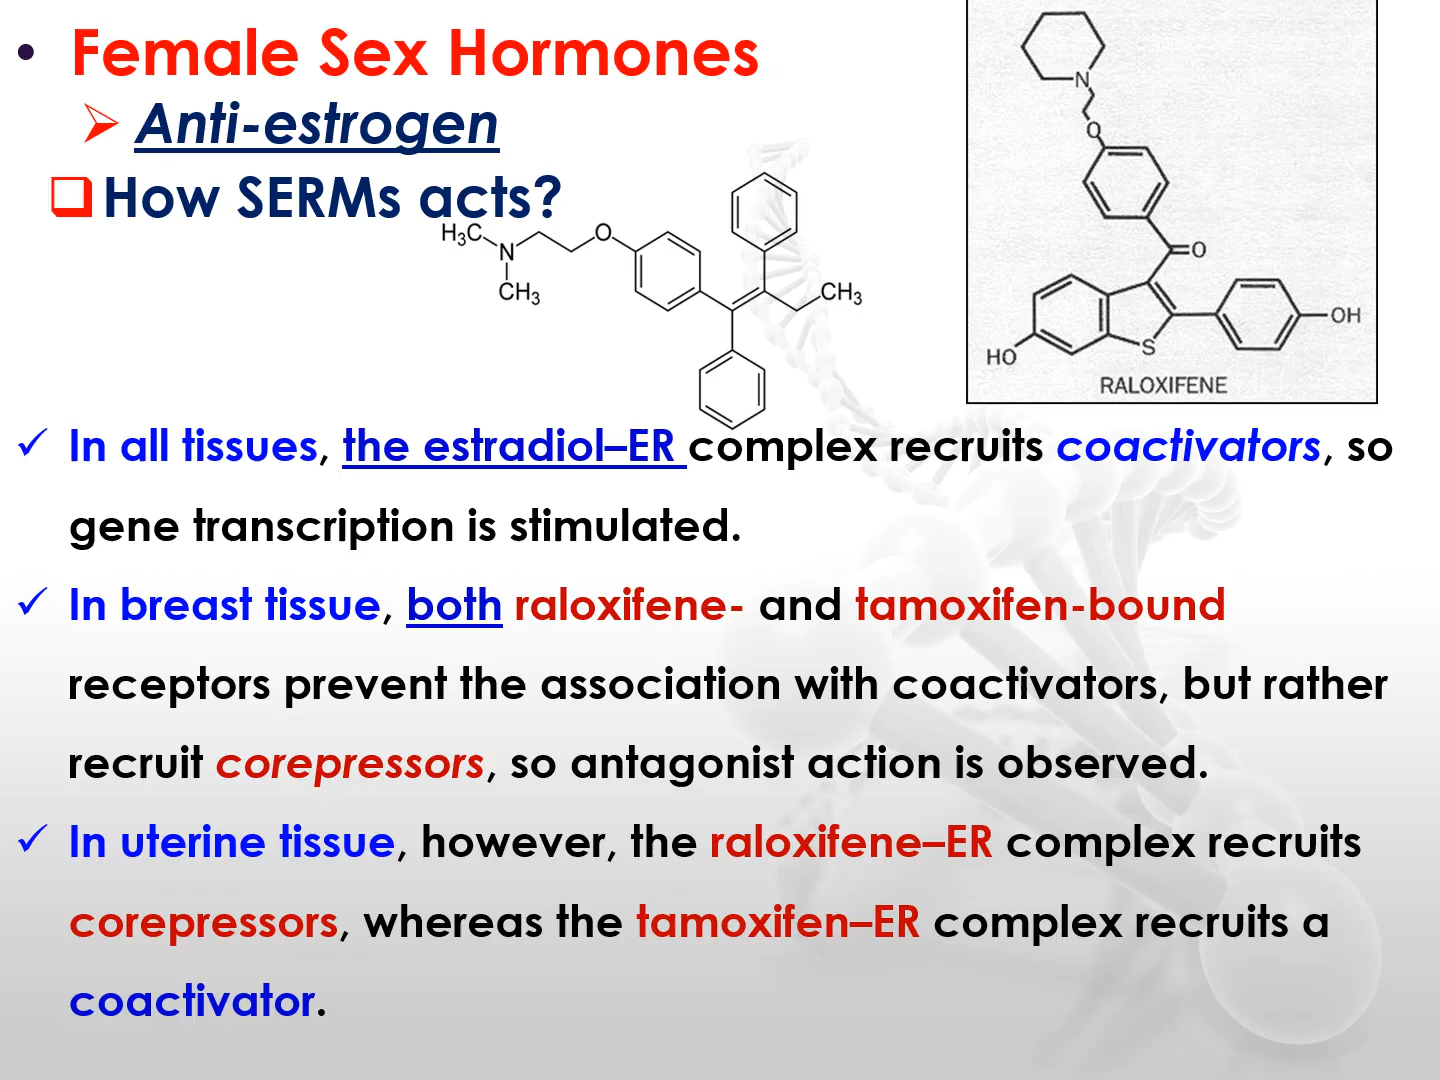 • Female Sex Hormones
Anti-estrogen
How SERMs acts?
H₃C
N
CH₃
O
CH₃
N
O
O
S
OH
HO
RALOXIFENE
✓ In all tissues, the estradiol–ER complex recruits coactivators, so
gene transcription is stimulated.
✓ In breast tissue, both raloxifene- and tamoxifen-bound
receptors prevent the association with coactivators, but rather
recruit corepressors, so antagonist action is observed.
✓ In uterine tissue, however, the raloxifene–ER complex recruits
corepressors, whereas the tamoxifen–ER complex recruits a
coactivator.